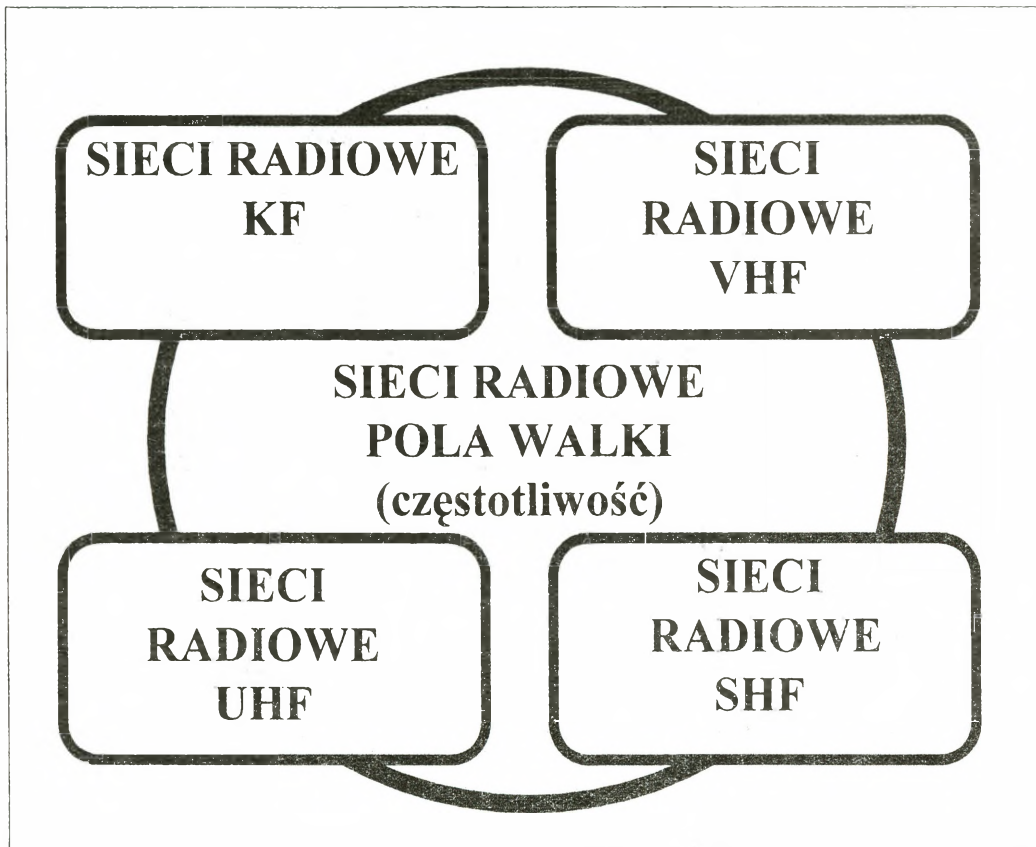 SIECI RADIOWE
KF
SIECI
RADIOWE
VHF
SIECI RADIOWE
POLA WALKI
(częstotliwość)
SIECI
RADIOWE
UHF
SIECI
RADIOWE
SHF